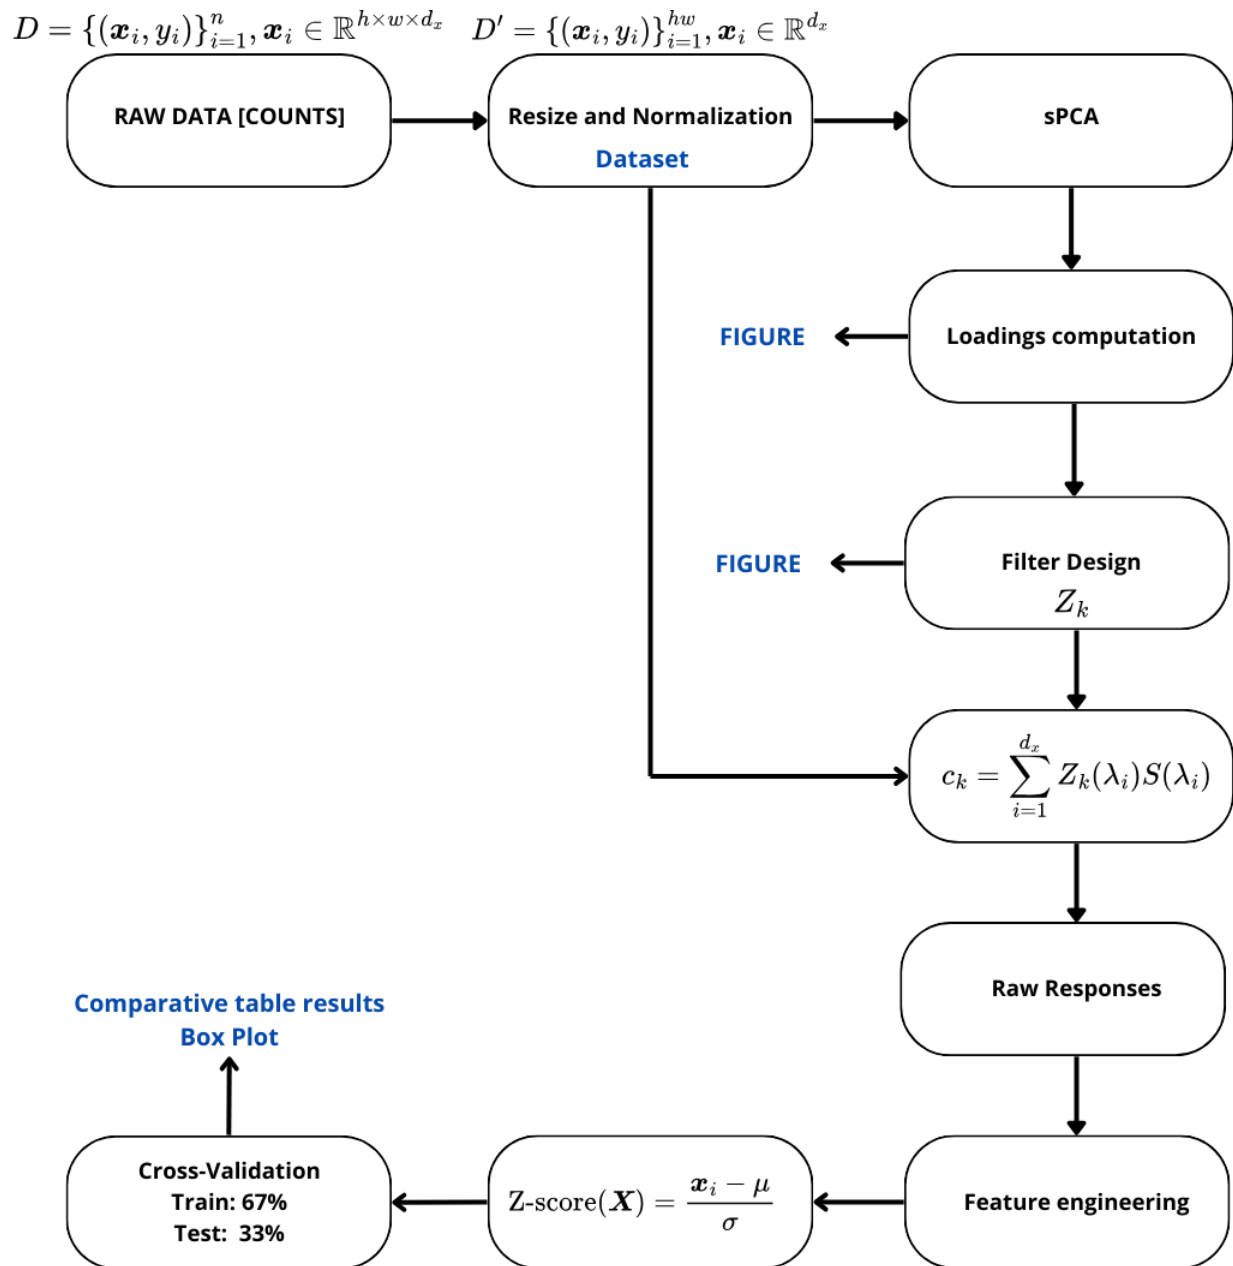 D = {(x_i, y_i)}_{i=1}^{n}, x_i ∈ ℝ^{h×w×d_x} D′ = {(x_i, y_i)}_{i=1}^{hw}, x_i ∈ ℝ^{d_x}
RAW DATA [COUNTS]
Resize and Normalization
Dataset
sPCA
Loadings computation
FIGURE
Filter Design
Z_k
FIGURE
c_k = \sum_{i=1}^{d_x} Z_k(λ_i)S(λ_i)
Raw Responses
Feature engineering
Z-score(X) = \frac{x_i − μ}{σ}
Cross-Validation
Train: 67%
Test: 33%
Comparative table results
Box Plot